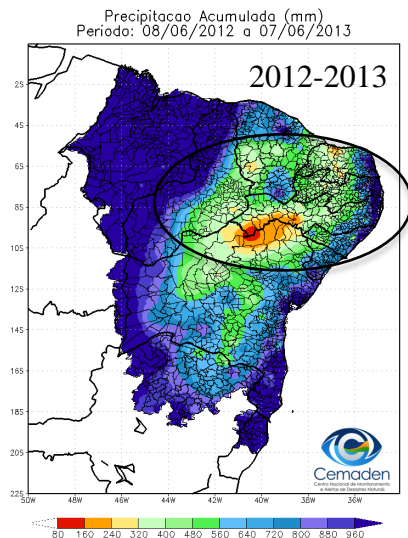 Precipitacao Acumulada (mm)
Periodo: 08/06/2012 a 07/06/2013
2012-2013
2S
4S
6S
8S
10S
12S
14S
16S
18S
20S
22S
50W 48W 46W 44W 42W 40W 38W 36W
Cemaden
Centro Nacional de Monitoramento
e Alertas de Desastres Naturais
80 160 240 320 400 480 560 640 720 800 880 960